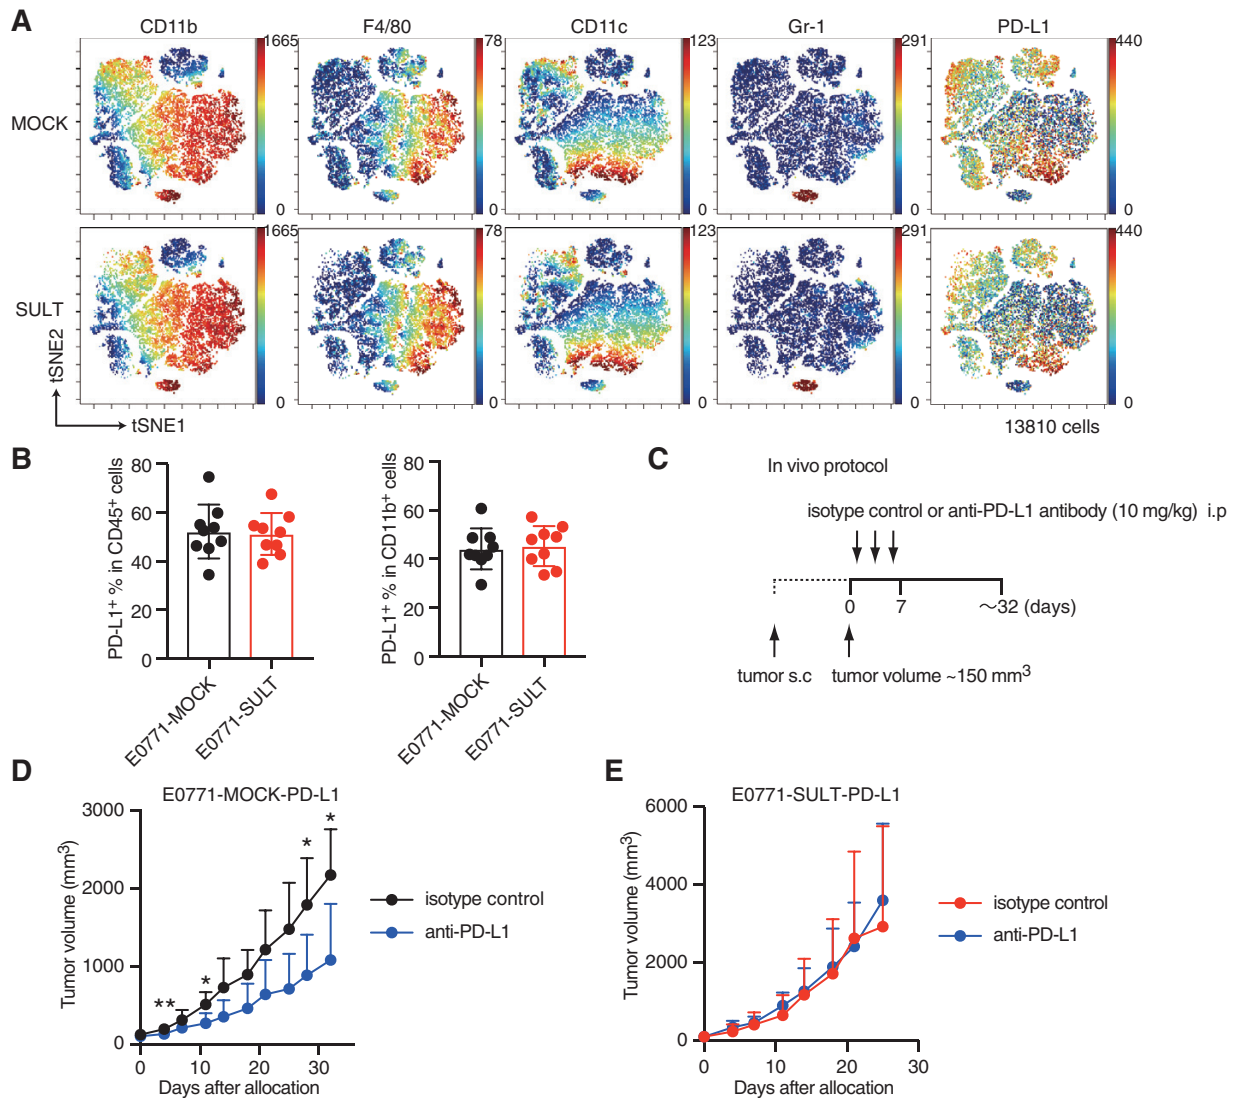 A
CD11b F4/80 CD11c Gr-1 PD-L1
1665 78 123 291 440
MOCK
0 0 0 0 0
1665 78 123 291 440
SULT
0 0 0 0 0
tSNE2
tSNE1
13810 cells
B
PD-L1+ % in CD45+ cells
80
60
40
20
0
E0771-MOCK
E0771-SULT
PD-L1+ % in CD11b+ cells
80
60
40
20
0
E0771-MOCK
E0771-SULT
C
In vivo protocol
isotype control or anti-PD-L1 antibody (10 mg/kg) i.p
0 7 ～32 (days)
tumor s.c tumor volume ~150 mm3
D
E0771-MOCK-PD-L1
Tumor volume (mm3)
3000
2000
1000
0
** * * *
0 10 20 30
Days after allocation
isotype control
anti-PD-L1
E
E0771-SULT-PD-L1
Tumor volume (mm3)
6000
4000
2000
0
0 10 20 30
Days after allocation
isotype control
anti-PD-L1